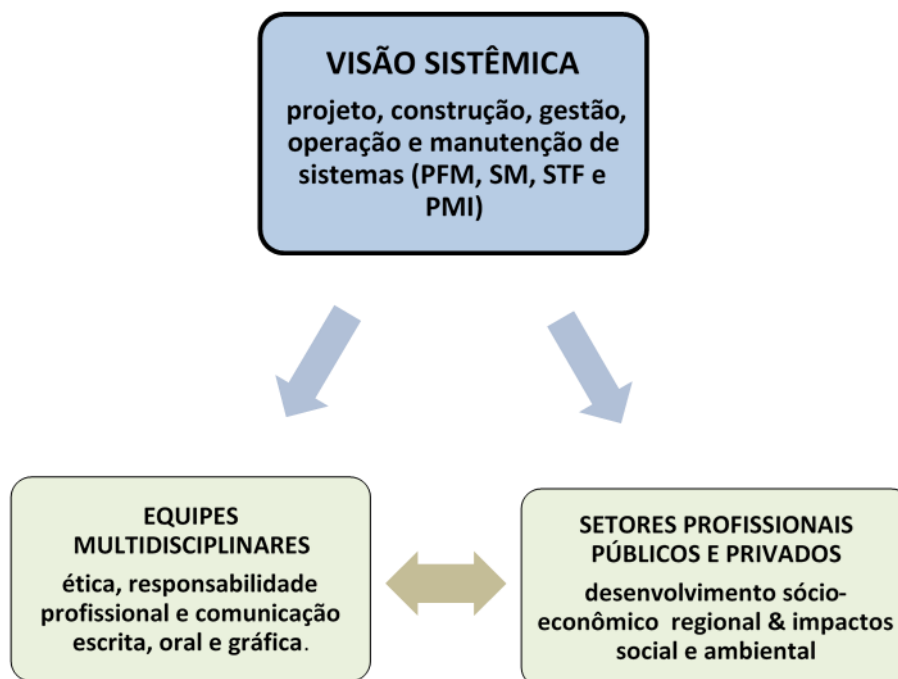 VISÃO SISTÊMICA
projeto, construção, gestão,
operação e manutenção de
sistemas (PFM, SM, STF e
PMI)
EQUIPES
MULTIDISCIPLINARES
ética, responsabilidade
profissional e comunicação
escrita, oral e gráfica.
SETORES PROFISSIONAIS
PÚBLICOS E PRIVADOS
desenvolvimento sócio-
econômico regional & impactos
social e ambiental